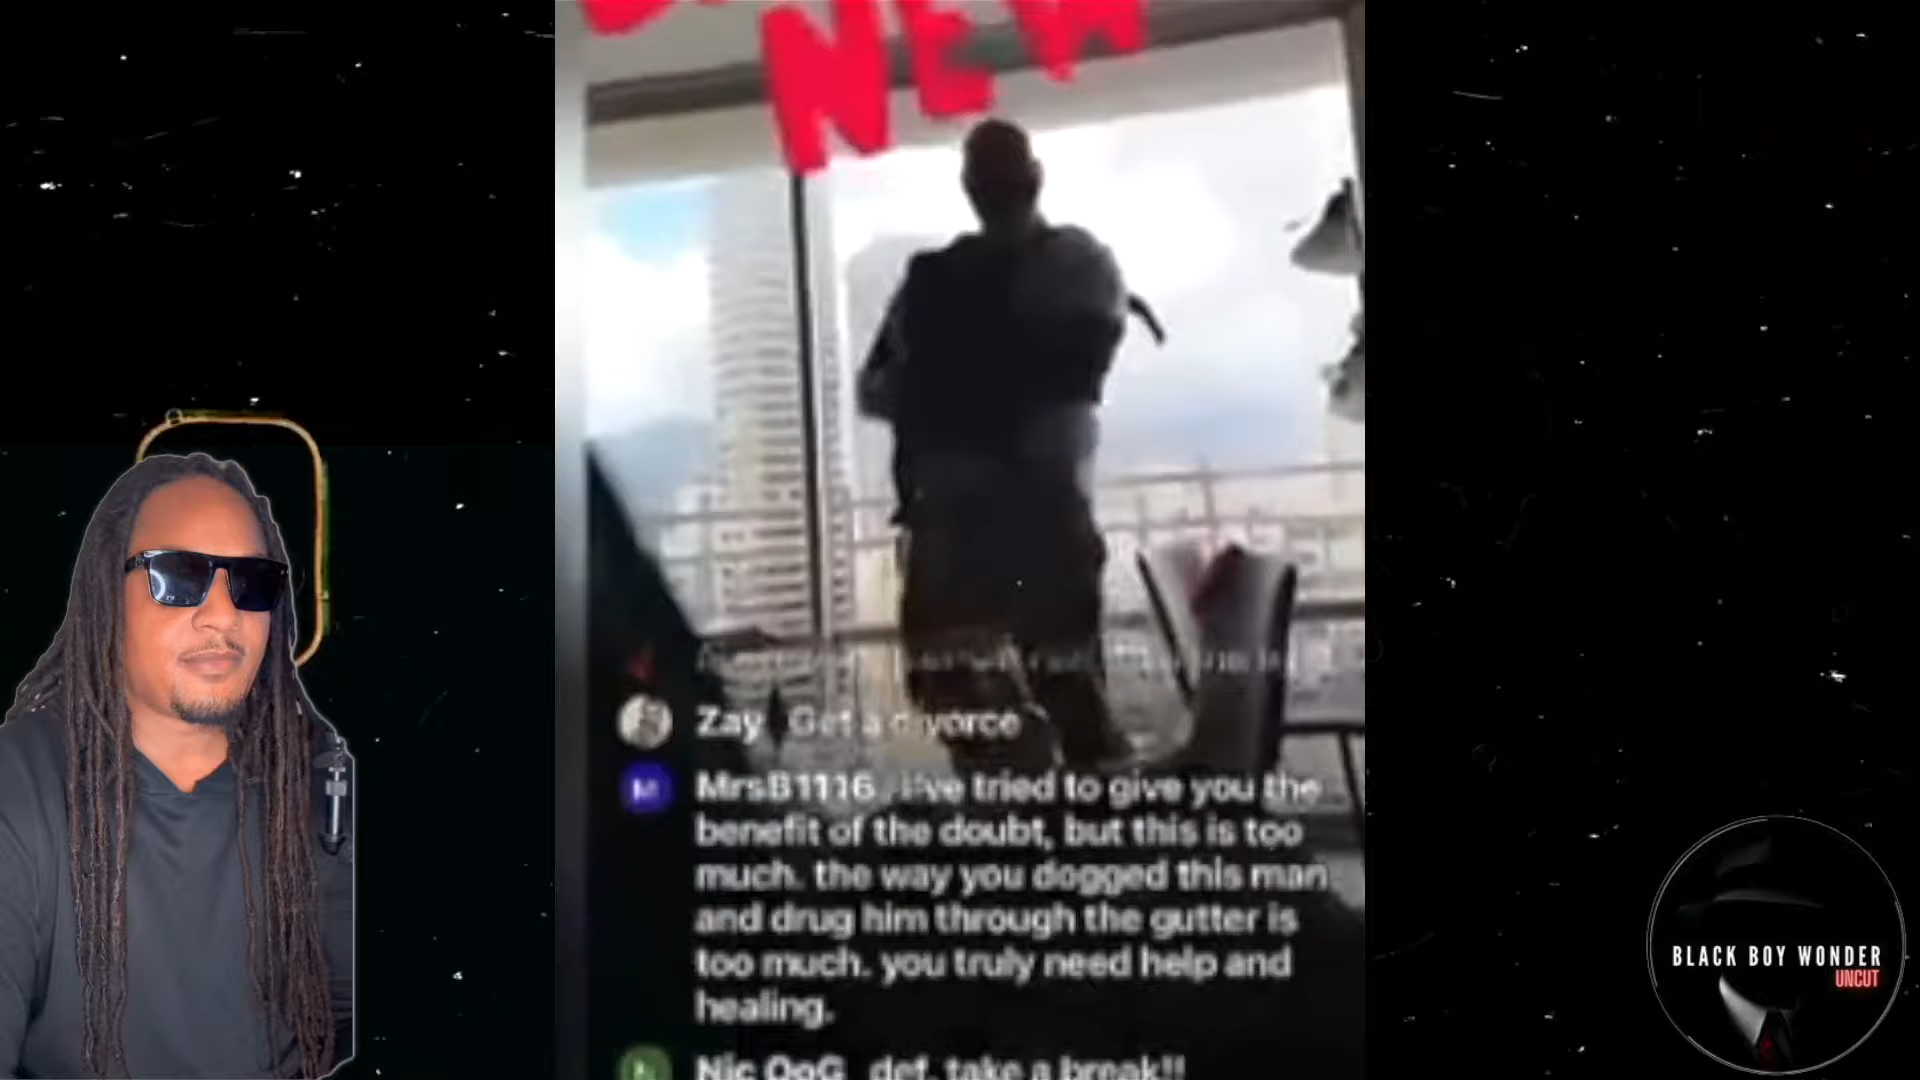 NEW
Zay Get a divorce
MrsB1116 I've tried to give you the
benefit of the doubt, but this is too
much. the way you dogged this man
and drug him through the gutter is
too much. you truly need help and
healing.
Nic OoG def. take a break!!
BLACK BOY WONDER
UNCUT